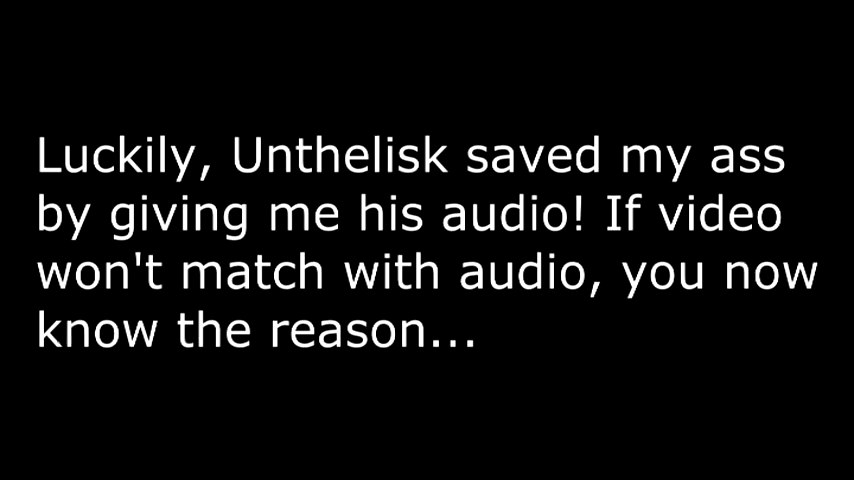 Luckily, Unthelisk saved my ass
by giving me his audio! If video
won't match with audio, you now
know the reason...